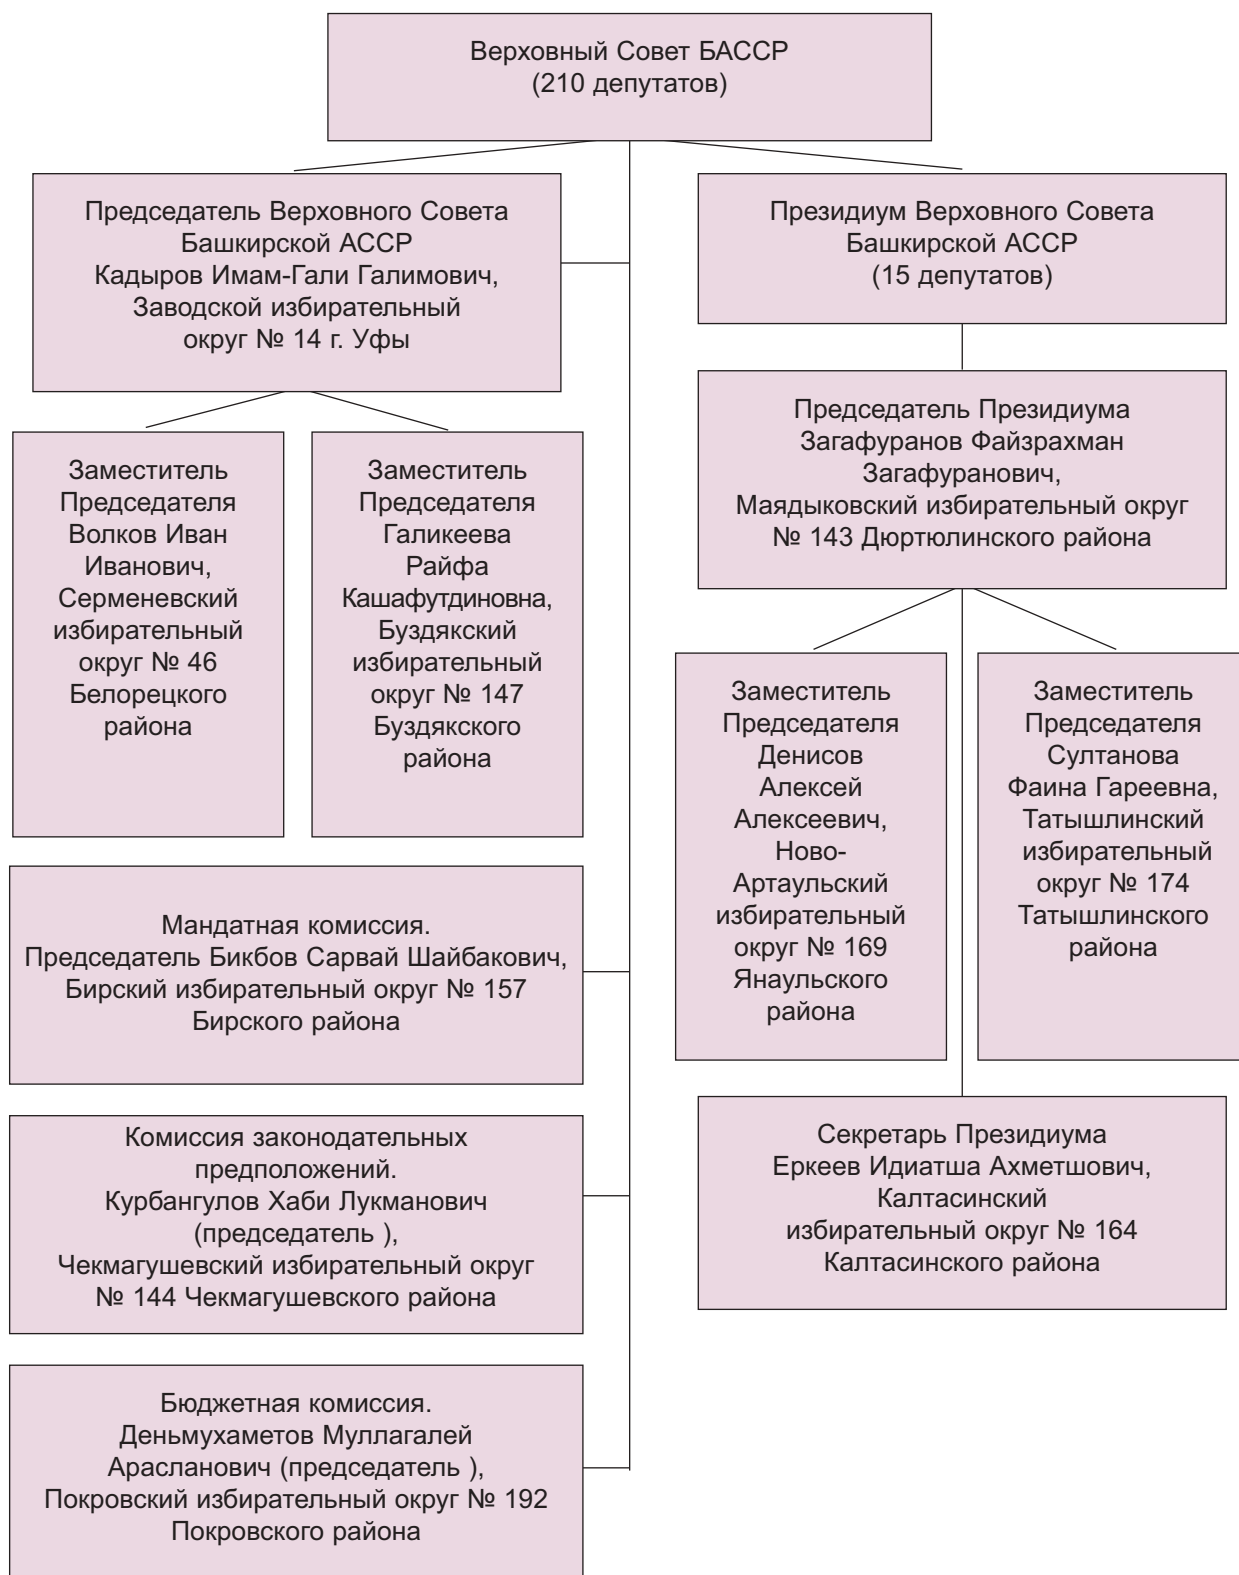 Верховный Совет БАССР
(210 депутатов)
Председатель Верховного Совета
Башкирской АССР
Кадыров Имам-Гали Галимович,
Заводской избирательный
округ № 14 г. Уфы
Президиум Верховного Совета
Башкирской АССР
(15 депутатов)
Заместитель
Председателя
Волков Иван
Иванович,
Серменевский
избирательный
округ № 46
Белорецкого
района
Заместитель
Председателя
Галикеева
Райфа
Кашафутдиновна,
Буздякский
избирательный
округ № 147
Буздякского
района
Председатель Президиума
Загафуранов Файзрахман
Загафуранович,
Маядыковский избирательный округ
№ 143 Дюртюлинского района
Заместитель
Председателя
Денисов
Алексей
Алексеевич,
Ново-
Артаульский
избирательный
округ № 169
Янаульского
района
Заместитель
Председателя
Султанова
Фаина Гареевна,
Татышлинский
избирательный
округ № 174
Татышлинского
района
Мандатная комиссия.
Председатель Бикбов Сарвай Шайбакович,
Бирский избирательный округ № 157
Бирского района
Комиссия законодательных
предположений.
Курбангулов Хаби Лукманович
(председатель ),
Чекмагушевский избирательный округ
№ 144 Чекмагушевского района
Секретарь Президиума
Еркеев Идиатша Ахметшович,
Калтасинский
избирательный округ № 164
Калтасинского района
Бюджетная комиссия.
Деньмухаметов Муллагалей
Арасланович (председатель ),
Покровский избирательный округ № 192
Покровского района